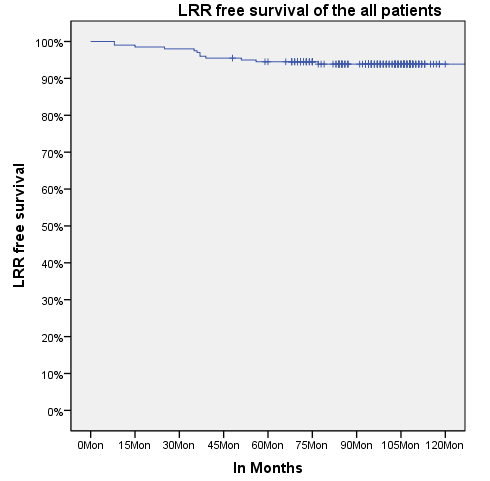 LRR free survival of the all patients
LRR free survival
100%
90%
80%
70%
60%
50%
40%
30%
20%
10%
0%
0Mon 15Mon 30Mon 45Mon 60Mon 75Mon 90Mon 105Mon 120Mon
In Months